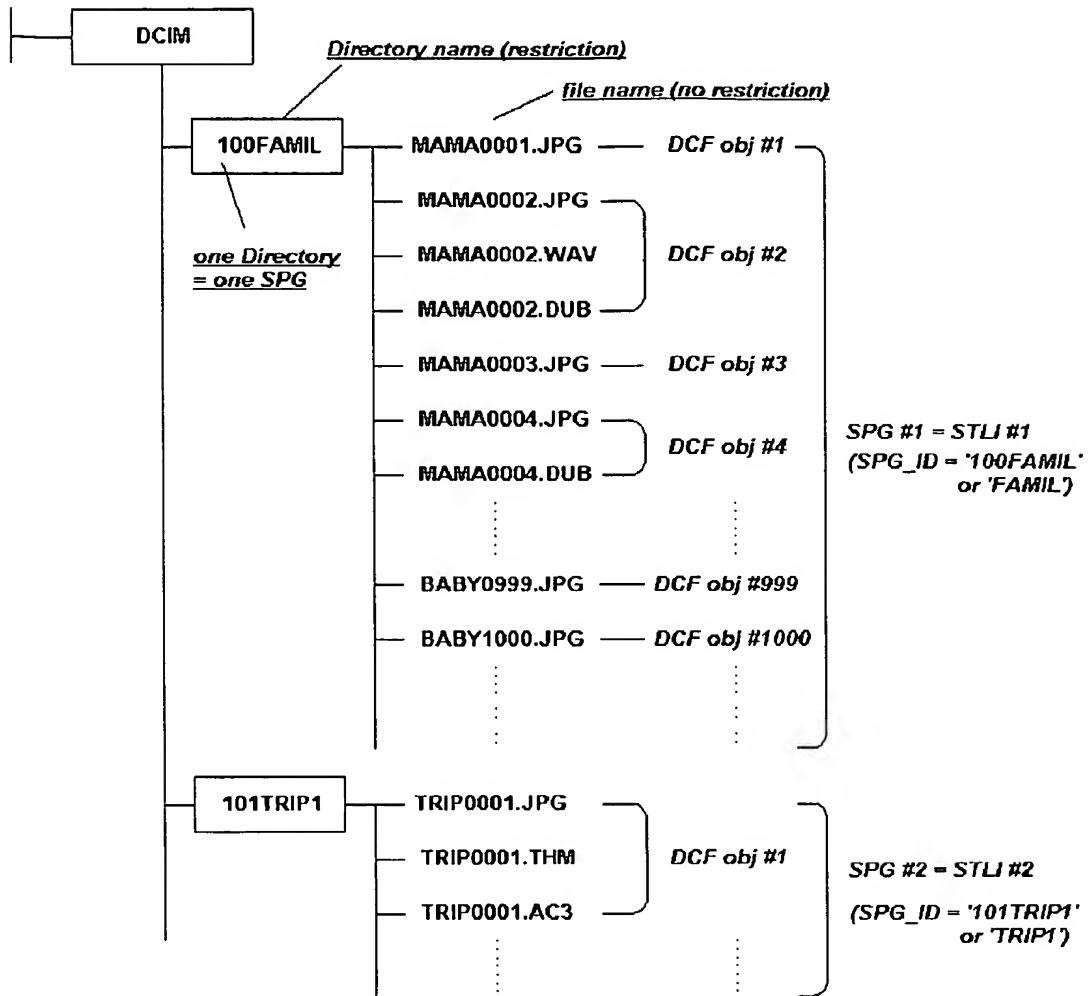 DCIM
Directory name (restriction)
file name (no restriction)
100FAMIL
MAMA0001.JPG
DCF obj #1
MAMA0002.JPG
one Directory
= one SPG
MAMA0002.WAV
DCF obj #2
MAMA0002.DUB
MAMA0003.JPG
DCF obj #3
MAMA0004.JPG
DCF obj #4
MAMA0004.DUB
SPG #1 = STLI #1
(SPG_ID = '100FAMIL'
or 'FAMIL')
BABY0999.JPG
DCF obj #999
BABY1000.JPG
DCF obj #1000
101TRIP1
TRIP0001.JPG
TRIP0001.THM
DCF obj #1
TRIP0001.AC3
SPG #2 = STLI #2
(SPG_ID = '101TRIP1'
or 'TRIP1')